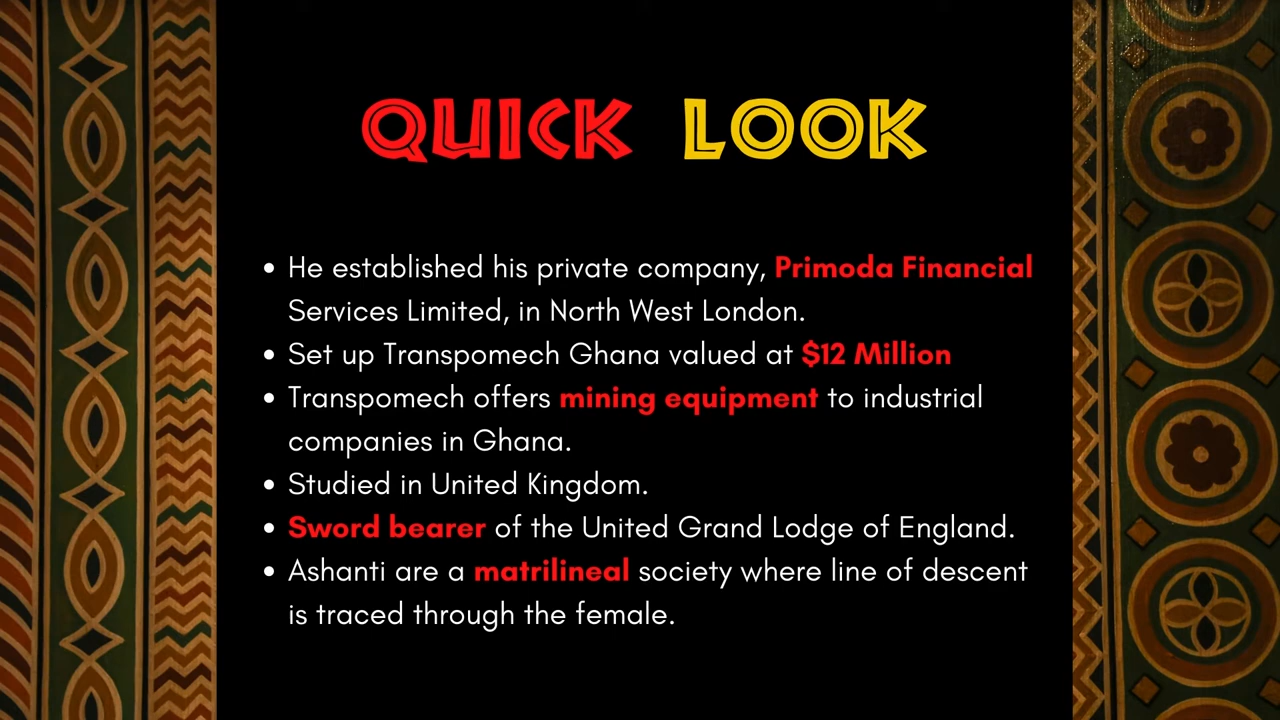 QUICK LOOK
• He established his private company, Primoda Financial
Services Limited, in North West London.
• Set up Transpomech Ghana valued at $12 Million
• Transpomech offers mining equipment to industrial
companies in Ghana.
• Studied in United Kingdom.
• Sword bearer of the United Grand Lodge of England.
• Ashanti are a matrilineal society where line of descent
is traced through the female.